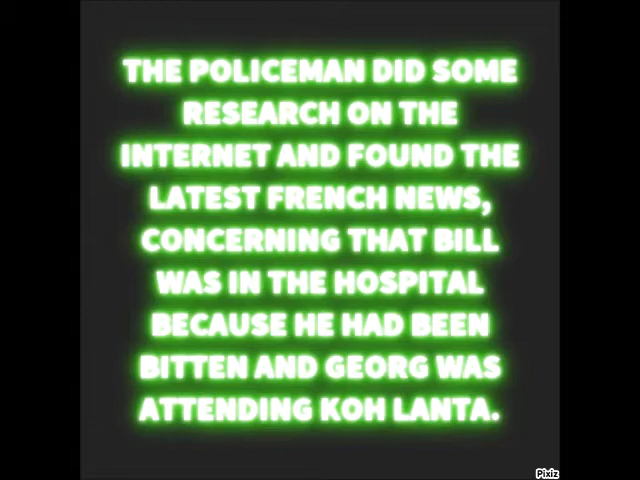 THE POLICEMAN DID SOME
RESEARCH ON THE
INTERNET AND FOUND THE
LATEST FRENCH NEWS,
CONCERNING THAT BILL
WAS IN THE HOSPITAL
BECAUSE HE HAD BEEN
BITTEN AND GEORG WAS
ATTENDING KOH LANTA.
Pixiz